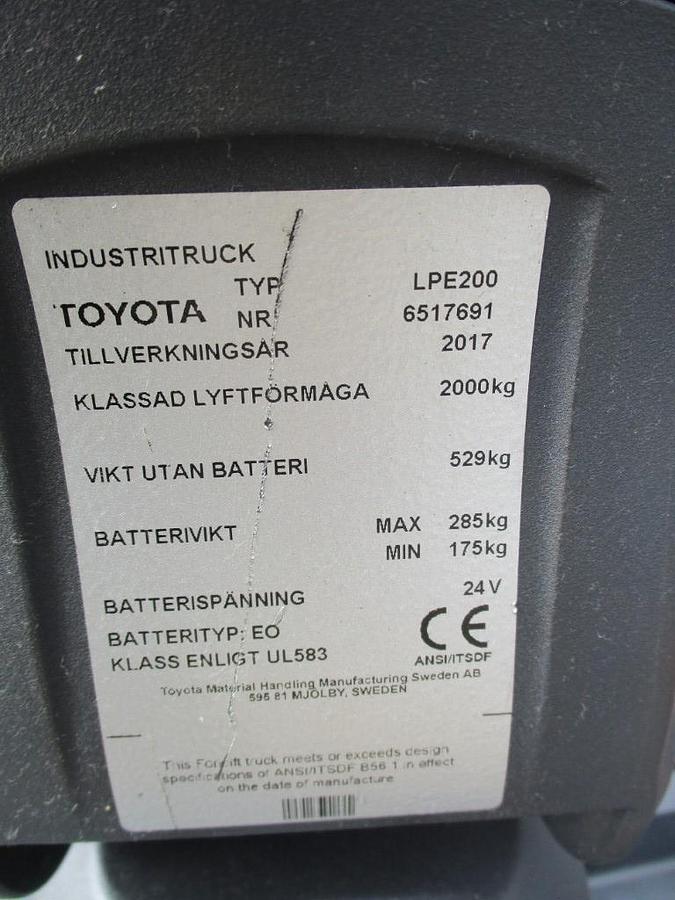 INDUSTRITRUCK
TYP LPE200
TOYOTA NR 6517691
TILLVERKNINGSÅR 2017
KLASSAD LYFTFÖRMÅGA 2000kg
VIKT UTAN BATTERI 529kg
BATTERIVIKT MAX 285kg
MIN 175kg
BATTERISPÄNNING 24V
BATTERITYP: EO
KLASS ENLIGT UL583
CE
ANSI/ITSDF
Toyota Material Handling Manufacturing Sweden AB
595 81 MJÖLBY, SWEDEN
This Forklift truck meets or exceeds design
specifications of ANSI/ITSDF B56.1 in effect
on the date of manufacture